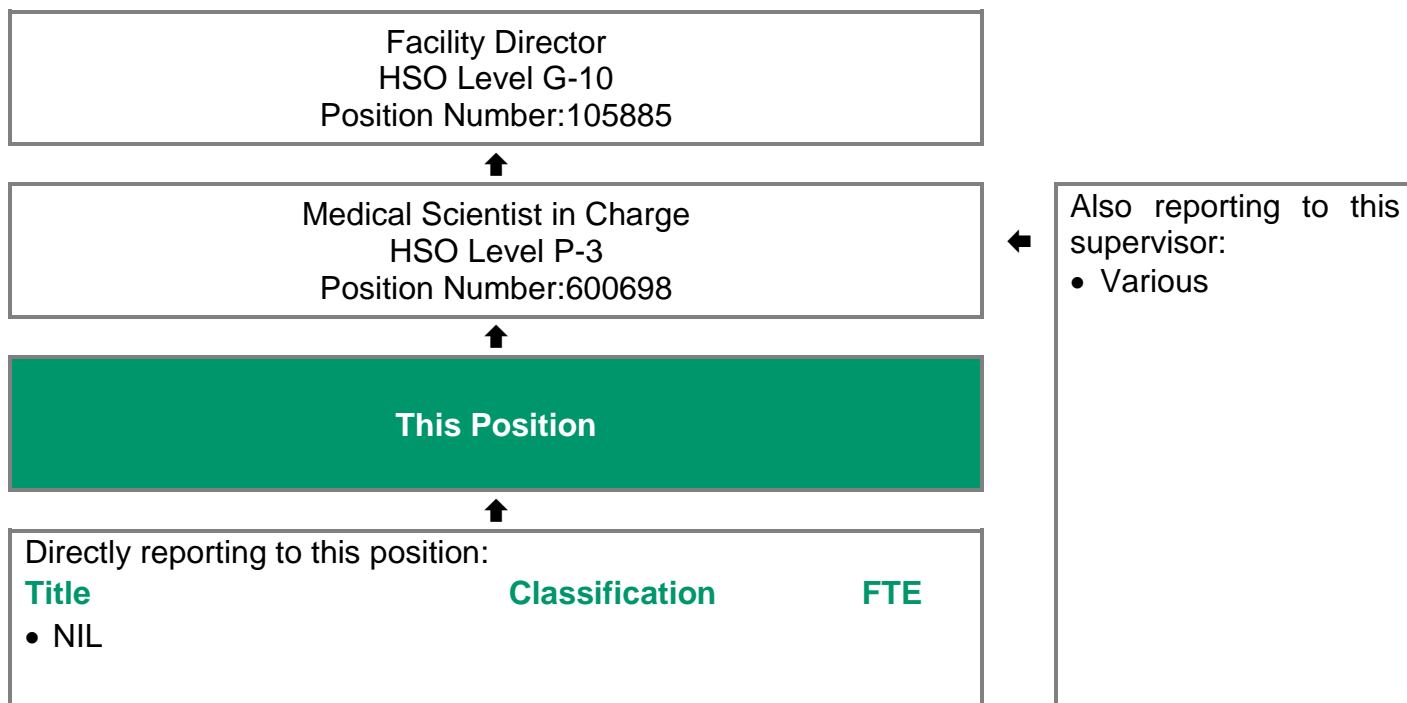 Facility Director
HSO Level G-10
Position Number:105885
Medical Scientist in Charge
HSO Level P-3
Position Number:600698
Also reporting to this
supervisor:
• Various
This Position
Directly reporting to this position:
Title Classification FTE
• NIL